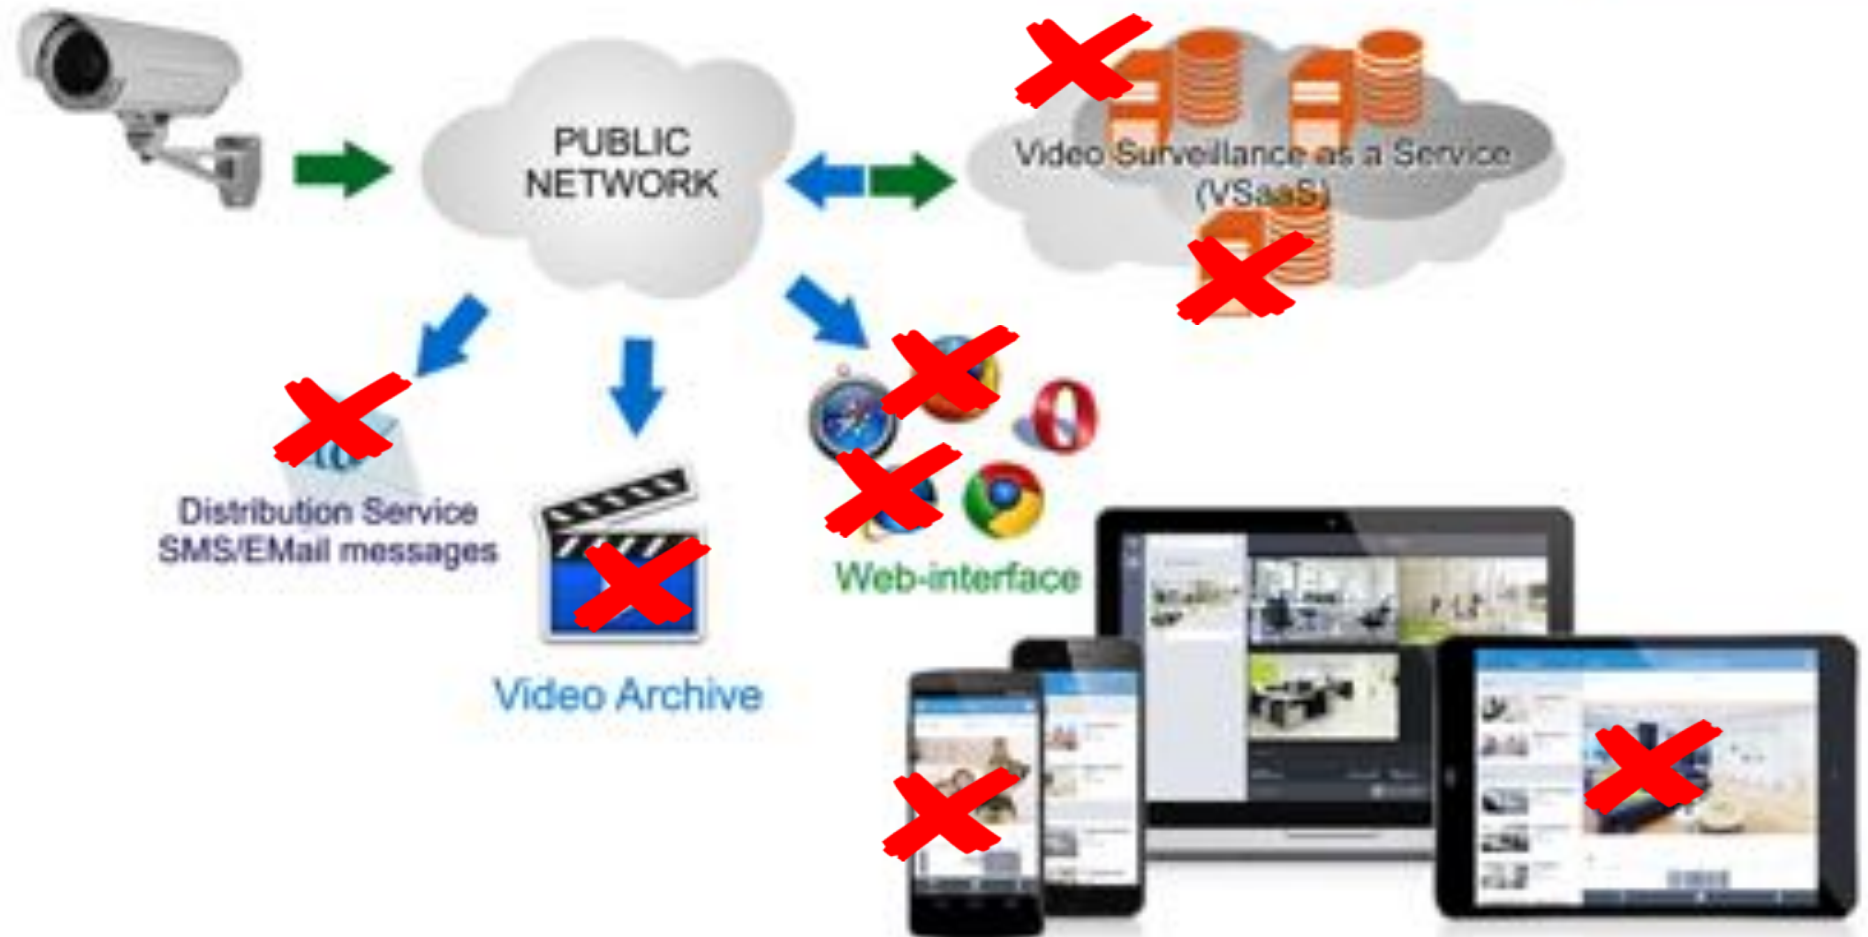 PUBLIC
NETWORK
Video Surveillance as a Service
(VSaaS)
Distribution Service
SMS/EMail messages
Video Archive
Web-interface